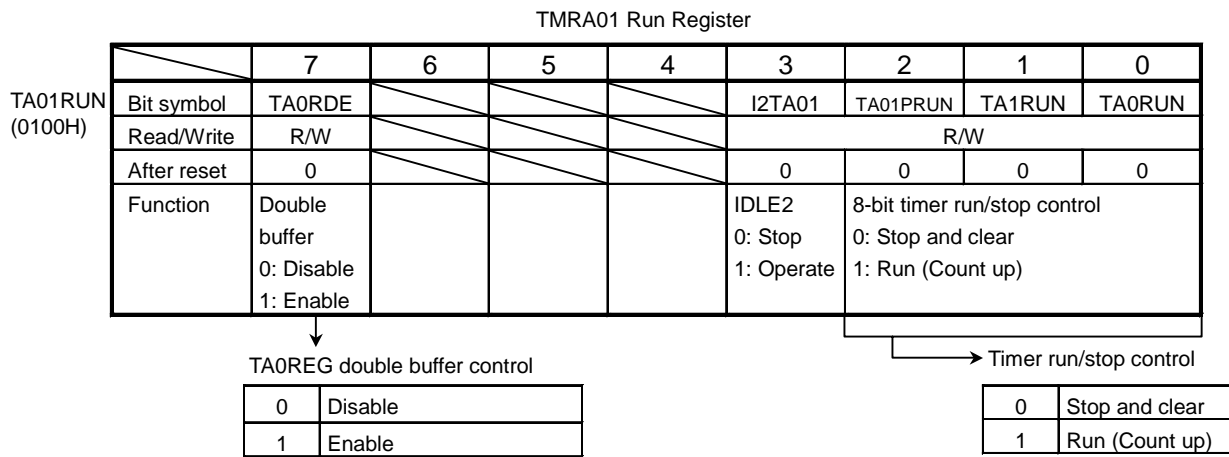 TMRA01 Run Register
7 6 5 4 3 2 1 0
TA01RUN Bit symbol TA0RDE I2TA01 TA01PRUN TA1RUN TA0RUN
(0100H) Read/Write R/W R/W
After reset 0 0 0 0 0
Function Double IDLE2 8-bit timer run/stop control
buffer 0: Stop 0: Stop and clear
0: Disable 1: Operate 1: Run (Count up)
1: Enable
TA0REG double buffer control Timer run/stop control
0 Disable 0 Stop and clear
1 Enable 1 Run (Count up)